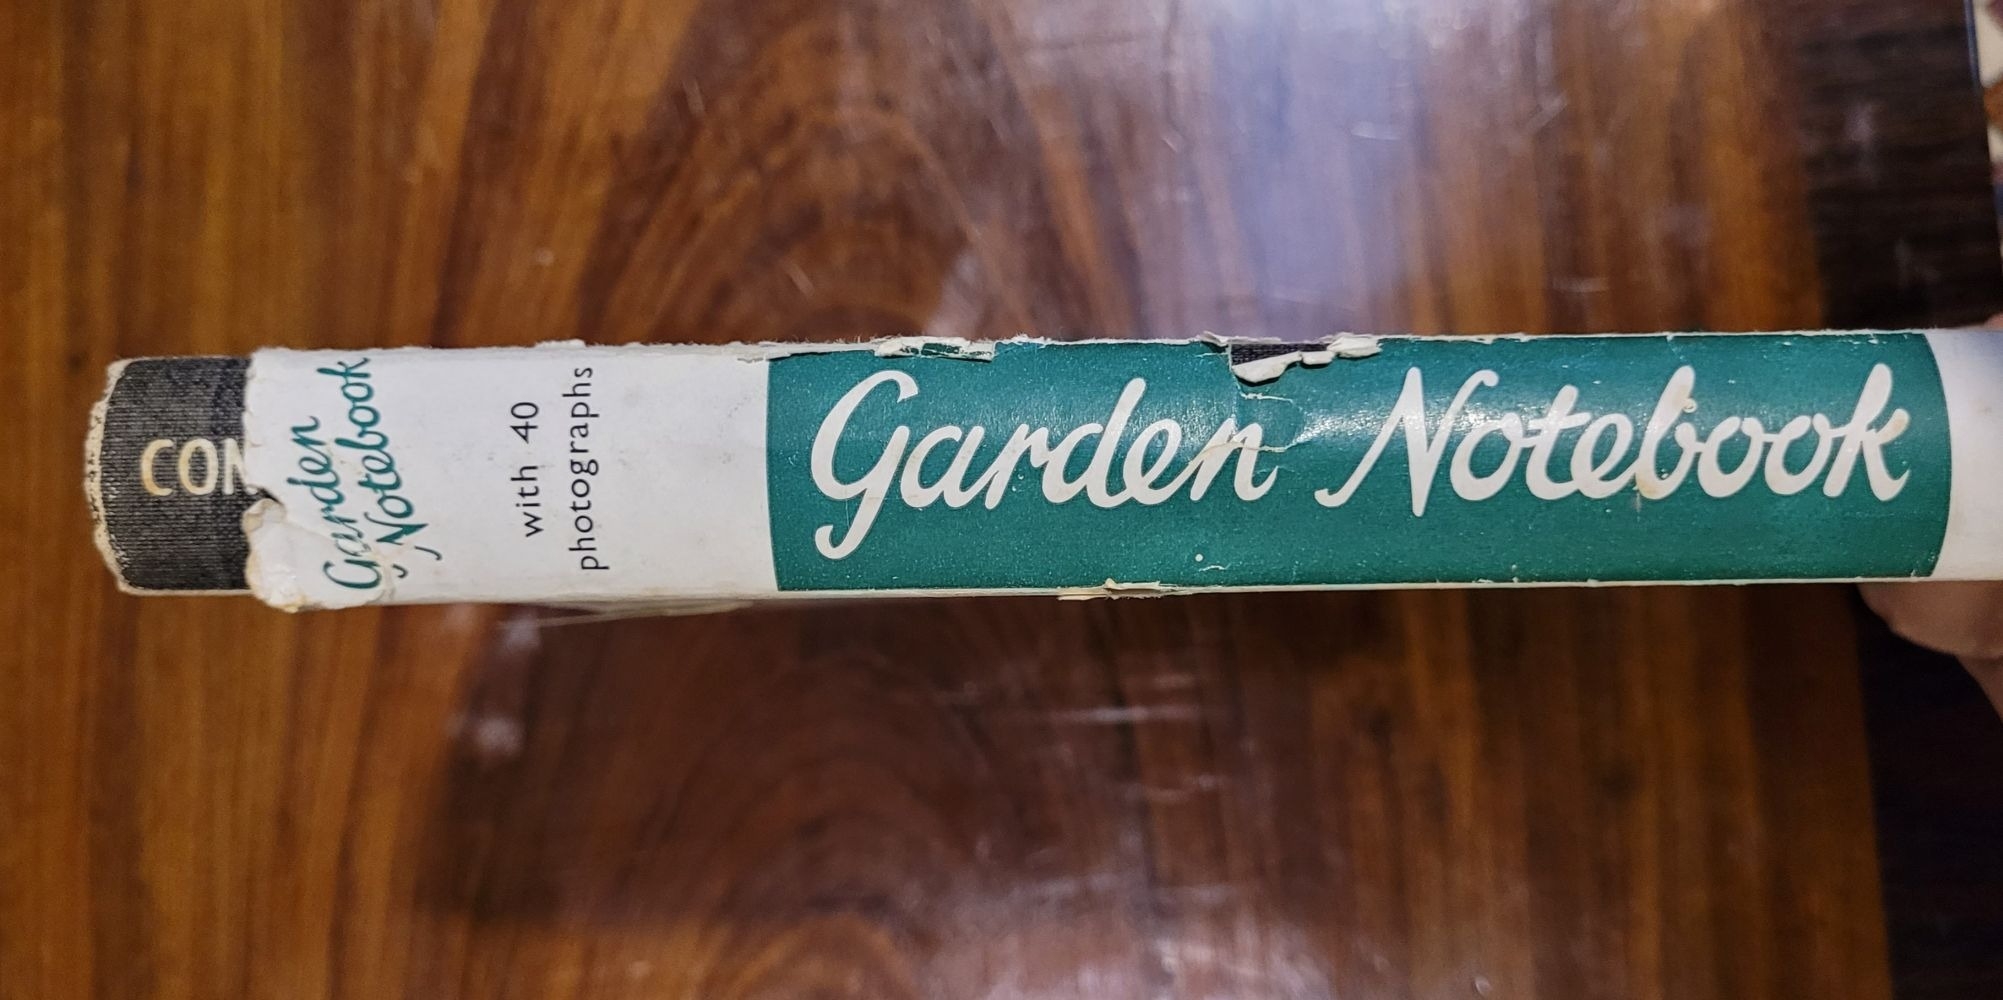 CON
Garden
Notebook
with 40
photographs
Garden Notebook